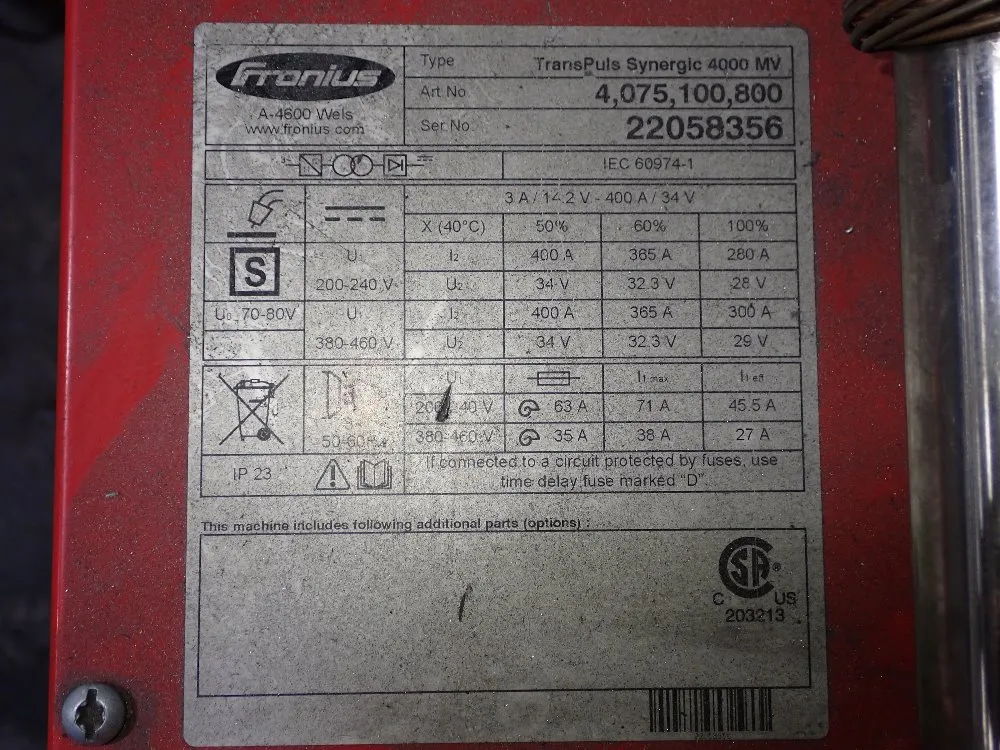 Fronius
A-4600 Wels
www.fronius.com
Type TransPuls Synergic 4000 MV
Art.No. 4,075,100,800
Ser.No. 22058356
IEC 60974-1
3 A / 14.2 V - 400 A / 34 V
X (40°C) 50% 60% 100%
S U1 I2 400 A 365 A 280 A
200-240 V U2 34 V 32.3 V 28 V
U0 70-80V U1 I2 400 A 365 A 300 A
380-460 V U2 34 V 32.3 V 29 V
U1 I1 max I1 eff
40 V 63 A 71 A 45.5 A
50-60Hz 380-460 V 35 A 38 A 27 A
IP 23
If connected to a circuit protected by fuses, use
time delay fuse marked "D".
This machine includes following additional parts (options) :
SA ®
C US
203213